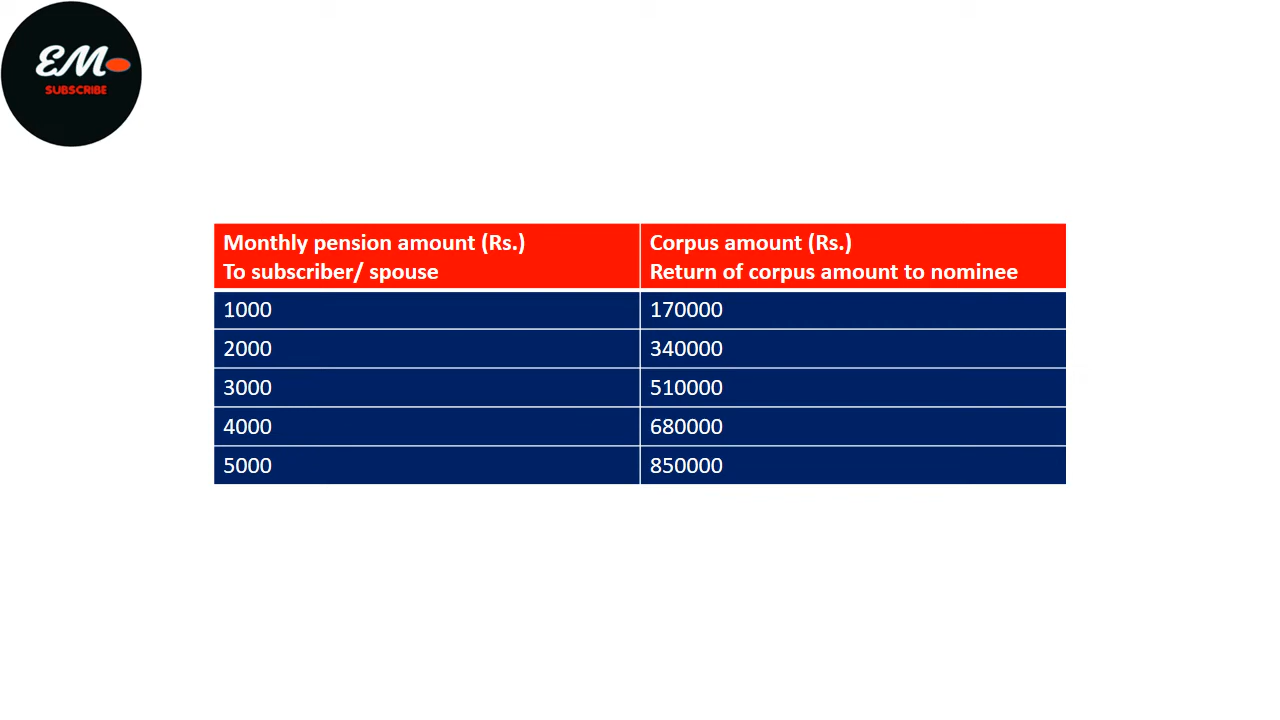 EM
SUBSCRIBE
Monthly pension amount (Rs.)
To subscriber/ spouse
Corpus amount (Rs.)
Return of corpus amount to nominee
1000
170000
2000
340000
3000
510000
4000
680000
5000
850000